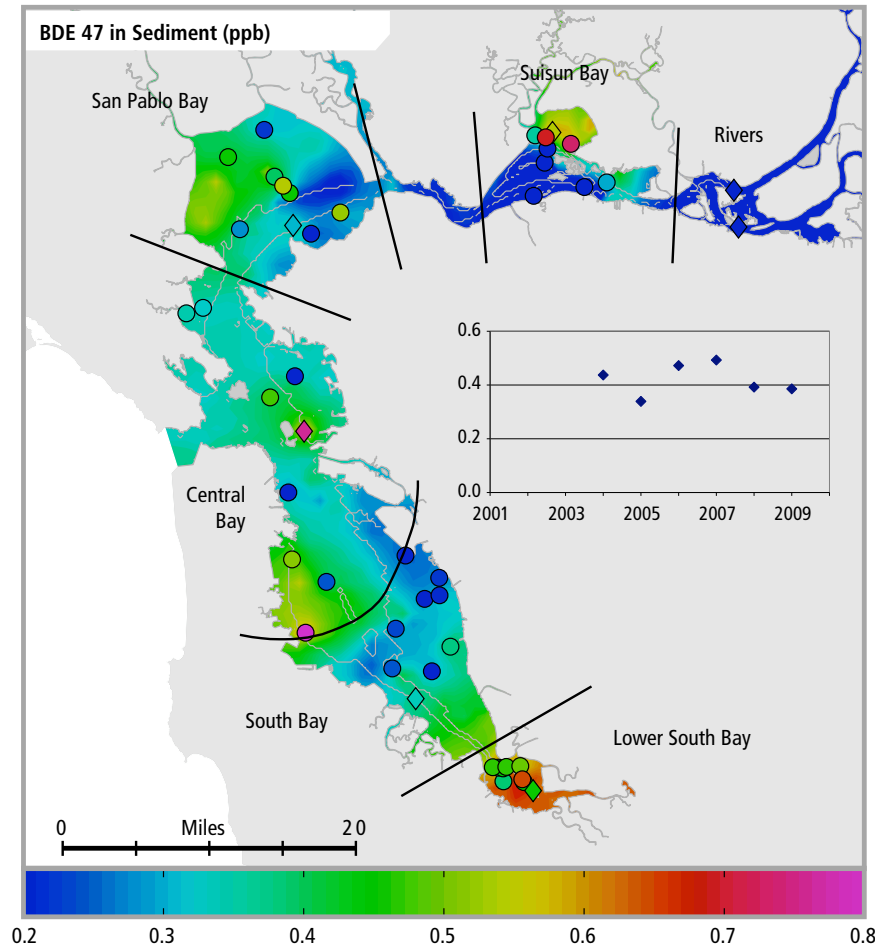 BDE 47 in Sediment (ppb)
Suisun Bay
San Pablo Bay
Rivers
0.6
0.4
0.2
0.0
2001 2003 2005 2007 2009
Central
Bay
South Bay
Lower South Bay
0 Miles 20
0.2 0.3 0.4 0.5 0.6 0.7 0.8